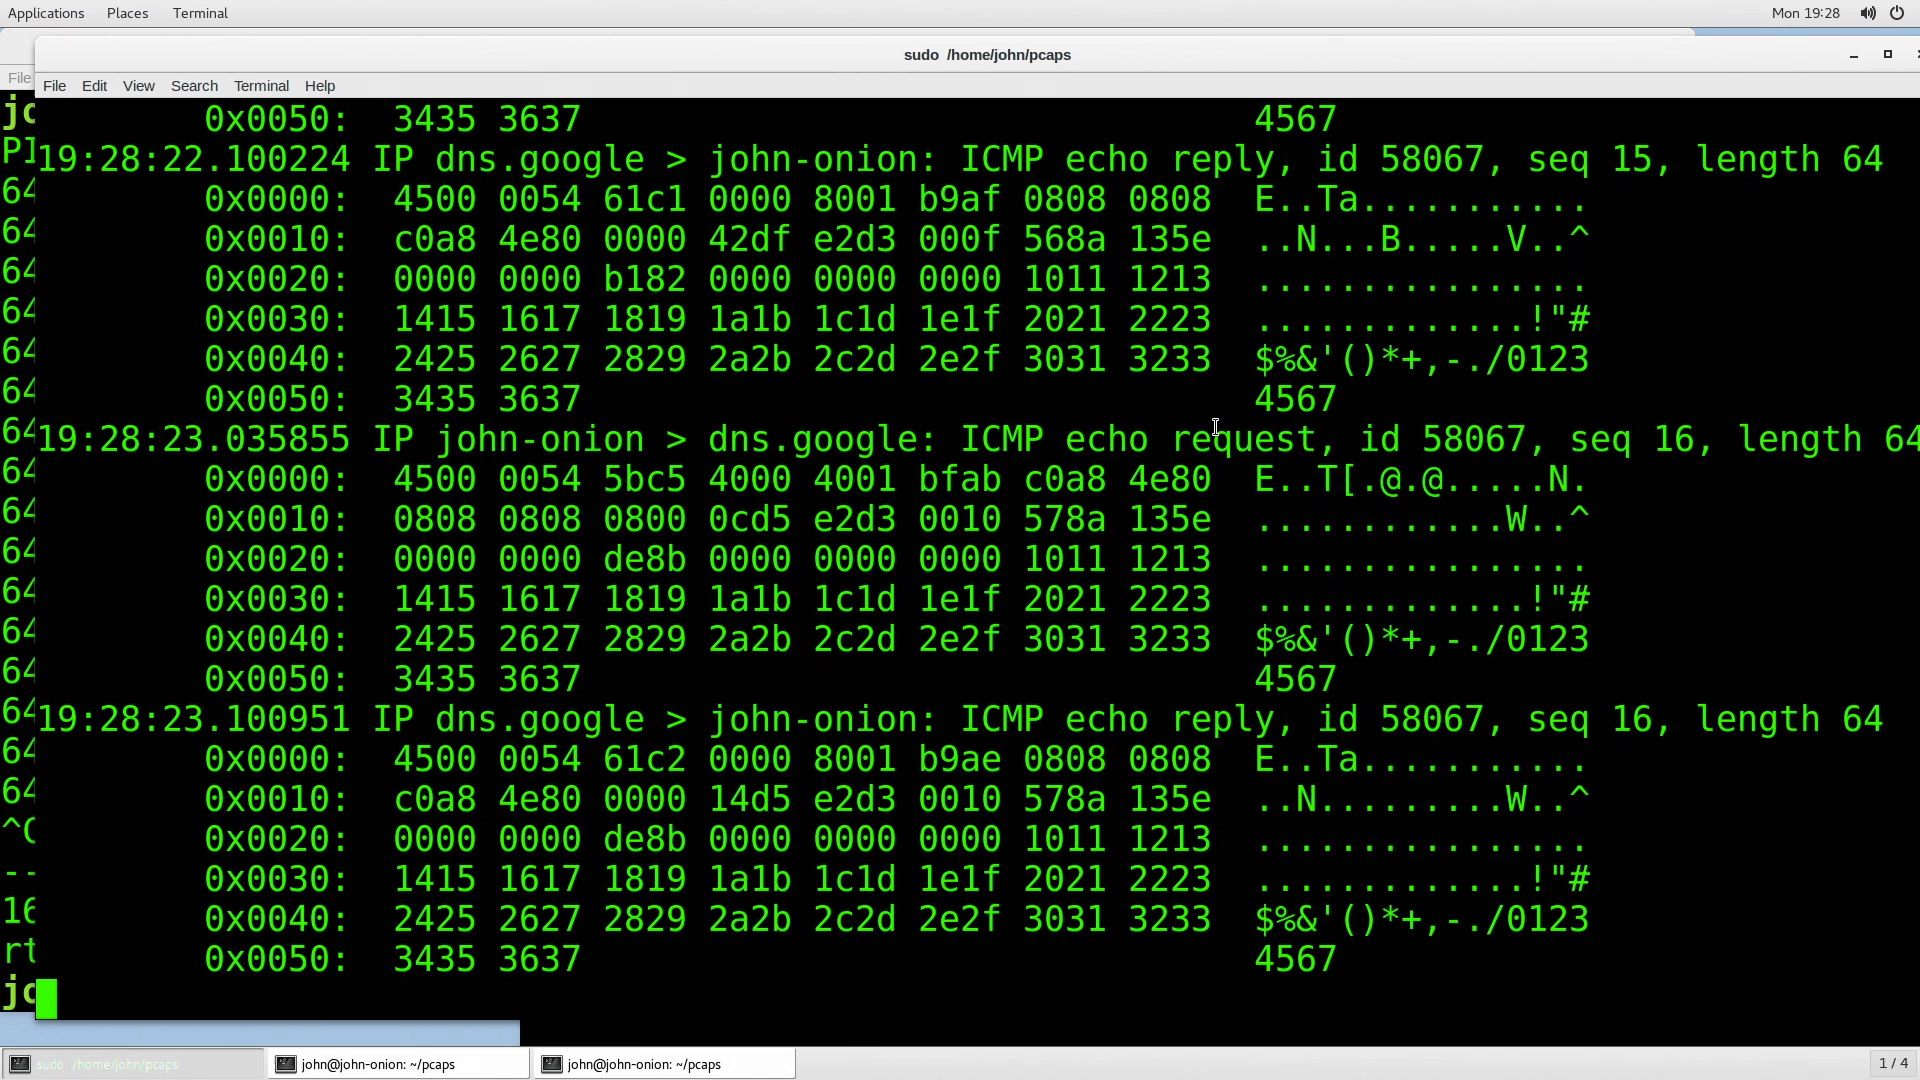 Applications Places Terminal Mon 19:28
sudo /home/john/pcaps
File
File Edit View Search Terminal Help
0x0050: 3435 3637 4567
19:28:22.100224 IP dns.google > john-onion: ICMP echo reply, id 58067, seq 15, length 64
0x0000: 4500 0054 61c1 0000 8001 b9af 0808 0808 E..Ta...........
0x0010: c0a8 4e80 0000 42df e2d3 000f 568a 135e ..N...B.....V..^
0x0020: 0000 0000 b182 0000 0000 0000 1011 1213 ................
0x0030: 1415 1617 1819 1a1b 1c1d 1e1f 2021 2223 .............!"#
0x0040: 2425 2627 2829 2a2b 2c2d 2e2f 3031 3233 $%&'()*+,-./0123
0x0050: 3435 3637 4567
19:28:23.035855 IP john-onion > dns.google: ICMP echo request, id 58067, seq 16, length 64
0x0000: 4500 0054 5bc5 4000 4001 bfab c0a8 4e80 E..T[.@.@.....N.
0x0010: 0808 0808 0800 0cd5 e2d3 0010 578a 135e ............W..^
0x0020: 0000 0000 de8b 0000 0000 0000 1011 1213 ................
0x0030: 1415 1617 1819 1a1b 1c1d 1e1f 2021 2223 .............!"#
0x0040: 2425 2627 2829 2a2b 2c2d 2e2f 3031 3233 $%&'()*+,-./0123
0x0050: 3435 3637 4567
19:28:23.100951 IP dns.google > john-onion: ICMP echo reply, id 58067, seq 16, length 64
0x0000: 4500 0054 61c2 0000 8001 b9ae 0808 0808 E..Ta...........
0x0010: c0a8 4e80 0000 14d5 e2d3 0010 578a 135e ..N.........W..^
0x0020: 0000 0000 de8b 0000 0000 0000 1011 1213 ................
0x0030: 1415 1617 1819 1a1b 1c1d 1e1f 2021 2223 .............!"#
0x0040: 2425 2627 2829 2a2b 2c2d 2e2f 3031 3233 $%&'()*+,-./0123
0x0050: 3435 3637 4567
sudo /home/john/pcaps john@john-onion: ~/pcaps john@john-onion: ~/pcaps 1 / 4